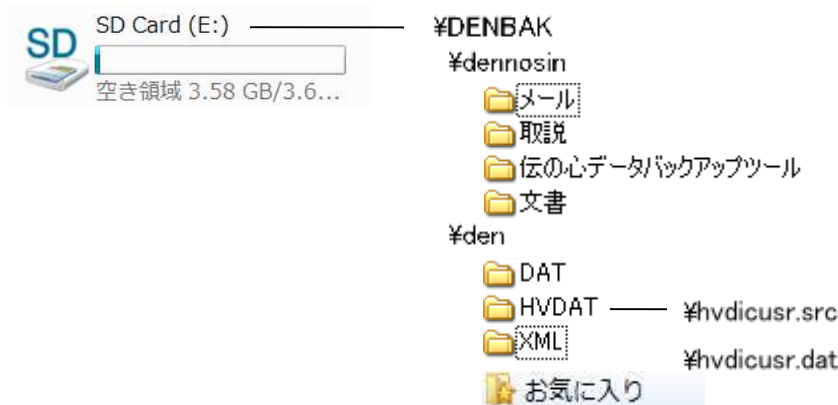 SD
SD Card (E:)
空き領域 3.58 GB/3.6...
¥DENBAK
¥dennosin
メール
取説
伝の心データバックアップツール
文書
¥den
DAT
HVDAT
¥hvdicusr.src
XML
¥hvdicusr.dat
お気に入り